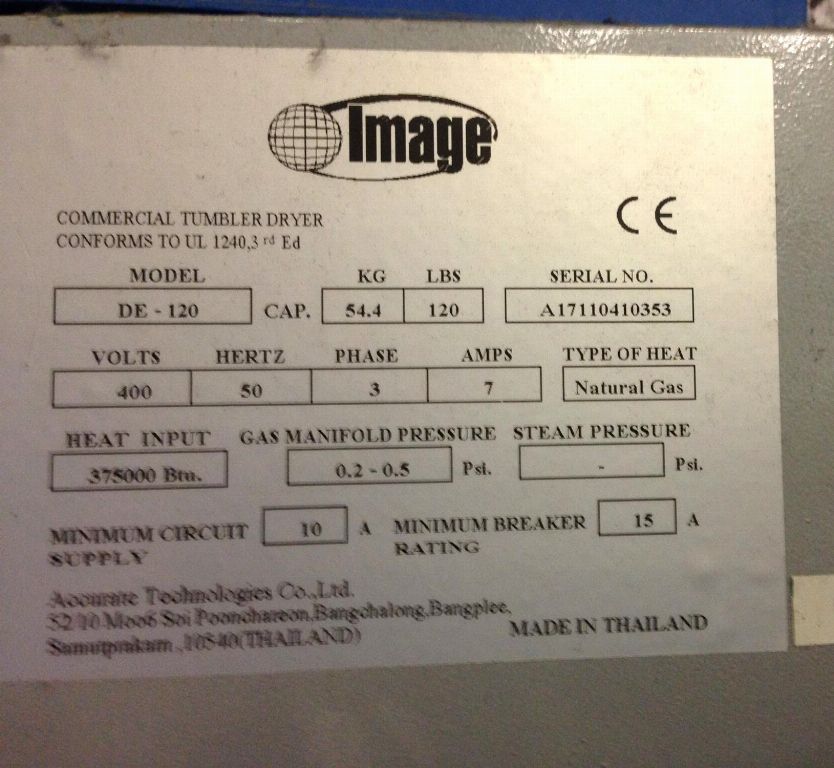 Image
CE
COMMERCIAL TUMBLER DRYER
CONFORMS TO UL 1240,3 rd Ed
MODEL KG LBS SERIAL NO.
DE - 120 CAP. 54.4 120 A17110410353
VOLTS HERTZ PHASE AMPS TYPE OF HEAT
400 50 3 7 Natural Gas
HEAT INPUT GAS MANIFOLD PRESSURE STEAM PRESSURE
375000 Btu. 0.2 - 0.5 Psi. - Psi.
MINIMUM CIRCUIT 10 A MINIMUM BREAKER 15 A
SUPPLY RATING
Accurate Technologies Co.,Ltd.
52/10 Moo6 Soi Pooncharoen,Bangchalong,Bangplee,
Samutprakarn ,10540(THAILAND) MADE IN THAILAND